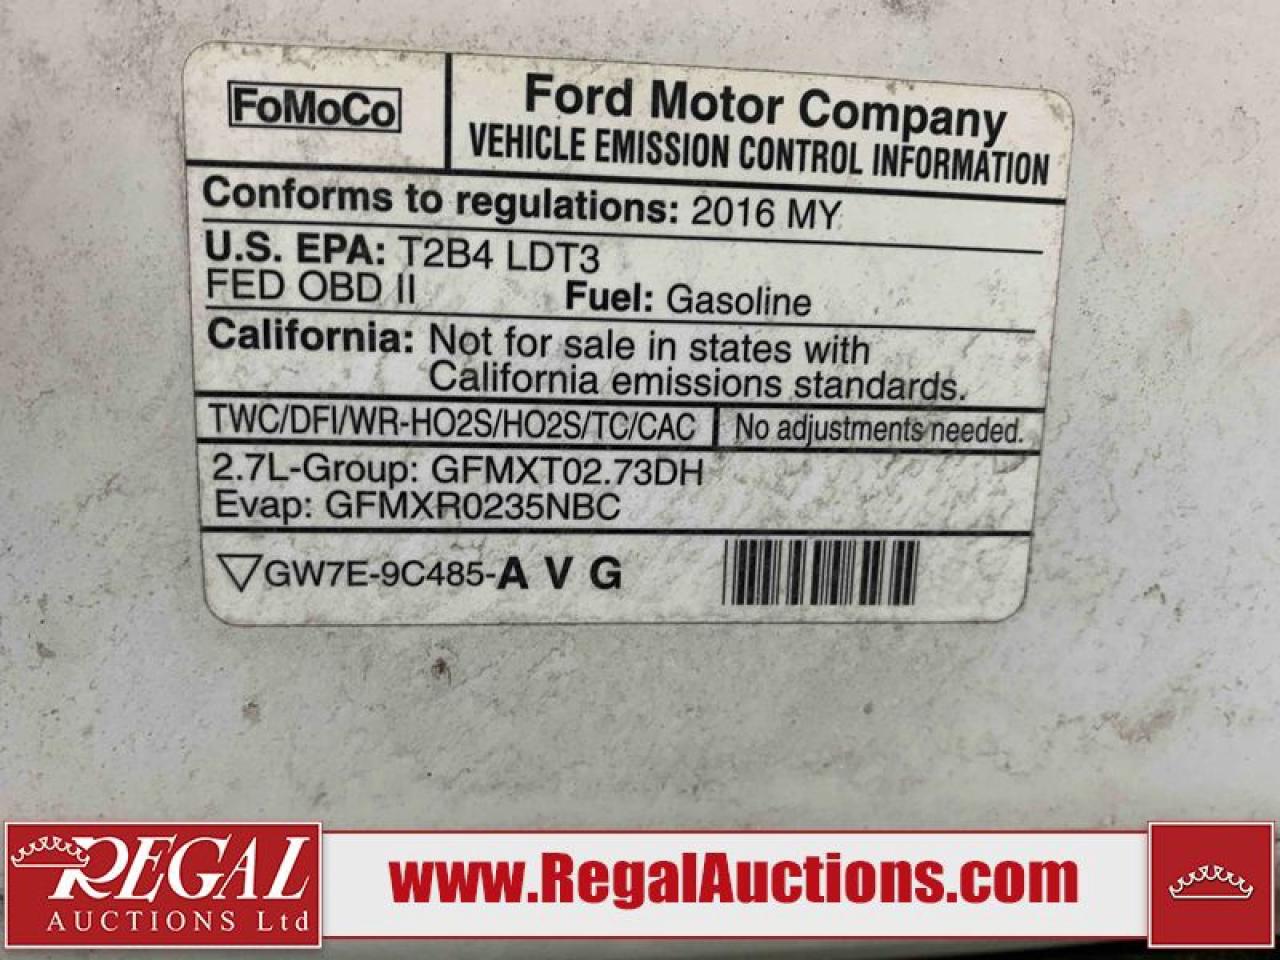 FoMoCo
Ford Motor Company
VEHICLE EMISSION CONTROL INFORMATION
Conforms to regulations: 2016 MY
U.S. EPA: T2B4 LDT3
FED OBD II Fuel: Gasoline
California: Not for sale in states with
California emissions standards.
TWC/DFI/WR-HO2S/HO2S/TC/CAC No adjustments needed.
2.7L-Group: GFMXT02.73DH
Evap: GFMXR0235NBC
▽GW7E-9C485-A V G
REGAL
AUCTIONS Ltd
www.RegalAuctions.com